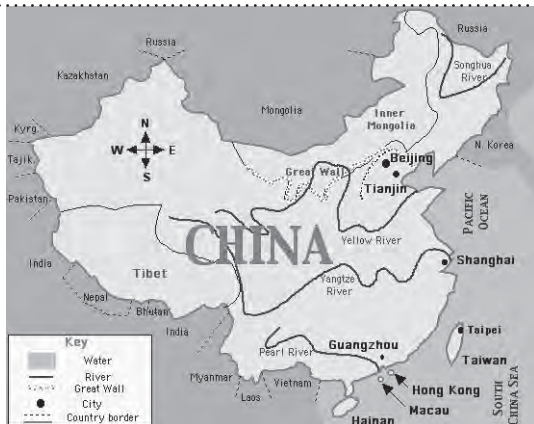 Russia
Russia
Kazakhstan
Songhua
River
Mongolia
Inner
Mongolia
Kyrg.
Tajik.
Pakistan
N
W
E
S
N. Korea
Beijing
Great Wall
Tianjin
PACIFIC
OCEAN
CHINA
Yellow River
Shanghai
India
Tibet
Yangtze
River
Nepal
Bhutan
India
Taipei
Taiwan
Guangzhou
Pearl River
Myanmar
Laos
Vietnam
Hong Kong
Macau
Hainan
SOUTH
CHINA SEA
Key
Water
River
Great Wall
City
Country border